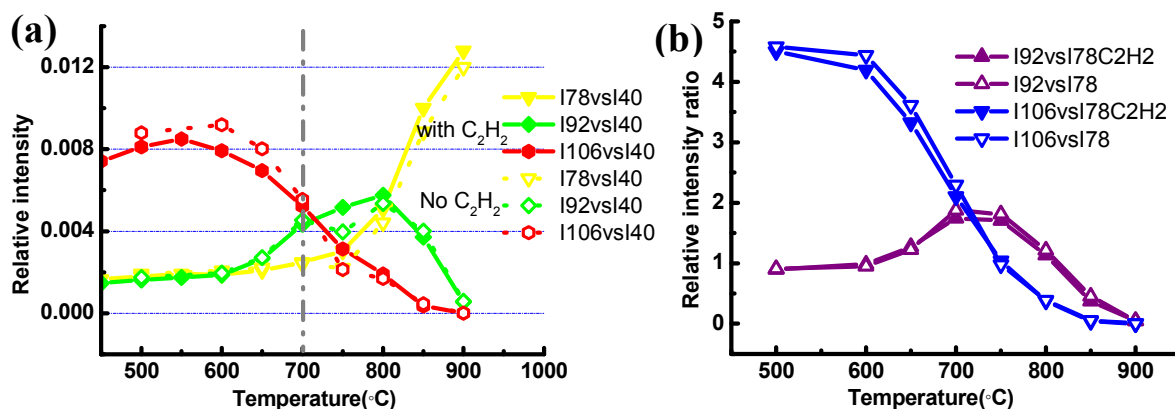 (a)
Relative intensity
0.012
0.008
0.004
0.000
500
600
700
800
900
1000
Temperature(◦C)
with C₂H₂
No C₂H₂
I78vsI40
I92vsI40
I106vsI40
I78vsI40
I92vsI40
I106vsI40
(b)
Relative intensity ratio
5
4
3
2
1
0
500
600
700
800
900
Temperature(◦C)
I92vsI78C2H2
I92vsI78
I106vsI78C2H2
I106vsI78